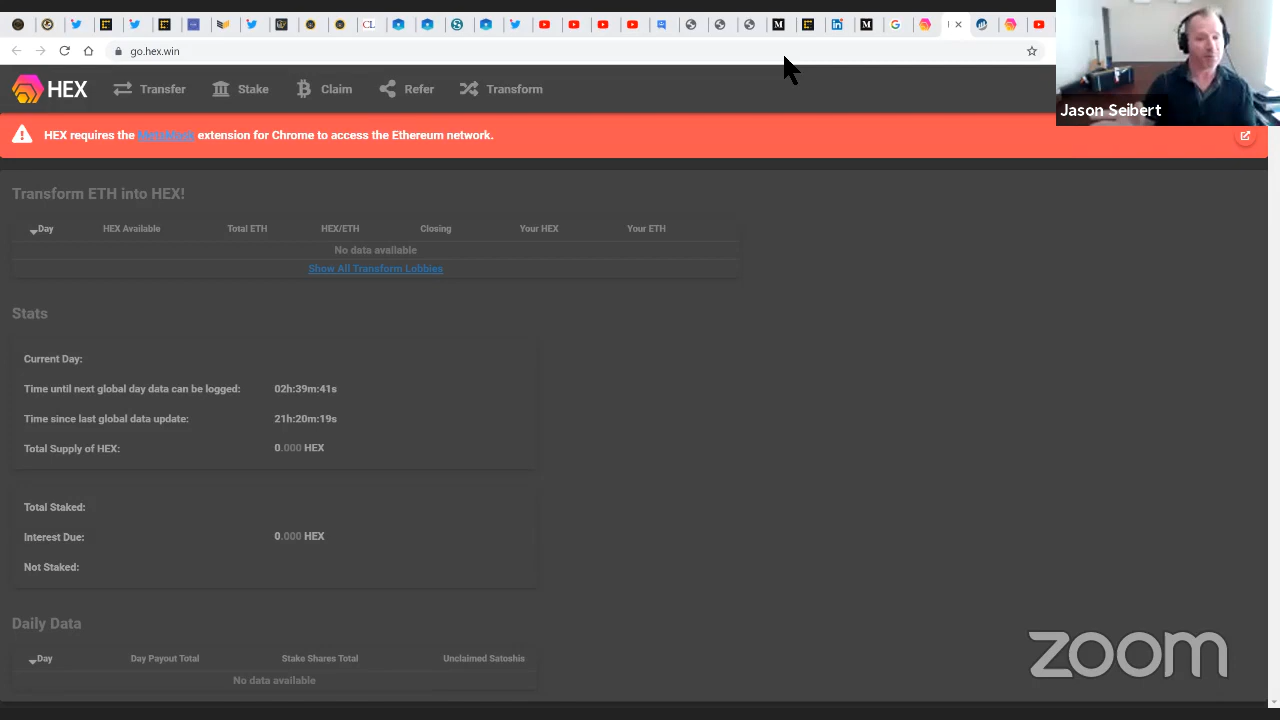 CL
go.hex.win
HEX
Transfer
Stake
Claim
Refer
Transform
Jason Seibert
HEX requires the MetaMask extension for Chrome to access the Ethereum network.
Transform ETH into HEX!
Day HEX Available Total ETH HEX/ETH Closing Your HEX Your ETH
No data available
Show All Transform Lobbies
Stats
Current Day:
Time until next global day data can be logged: 02h:39m:41s
Time since last global data update: 21h:20m:19s
Total Supply of HEX: 0.000 HEX
Total Staked:
Interest Due: 0.000 HEX
Not Staked:
Daily Data
Day Day Payout Total Stake Shares Total Unclaimed Satoshis
No data available
zoom